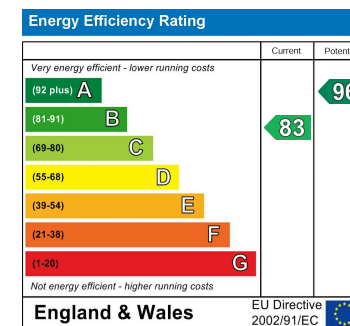 Energy Efficiency Rating
Current Potent
Very energy efficient - lower running costs
(92 plus) A
(81-91) B
(69-80) C
(55-68) D
(39-54) E
(21-38) F
(1-20) G
83
96
Not energy efficient - higher running costs
England & Wales
EU Directive
2002/91/EC